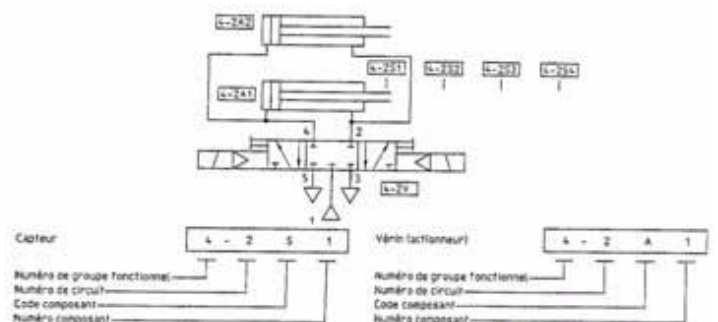 4-2A2
4-2S1 4-2S2 4-2S3 4-2S4
4-2A1
4 2
5 3
4-2V
1
Capteur 4 - 2 S 1 Vérin (actionneur) 4 - 2 A 1
Numéro de groupe fonctionnel Numéro de groupe fonctionnel
Numéro de circuit Numéro de circuit
Code composant Code composant
Numéro composant Numéro composant